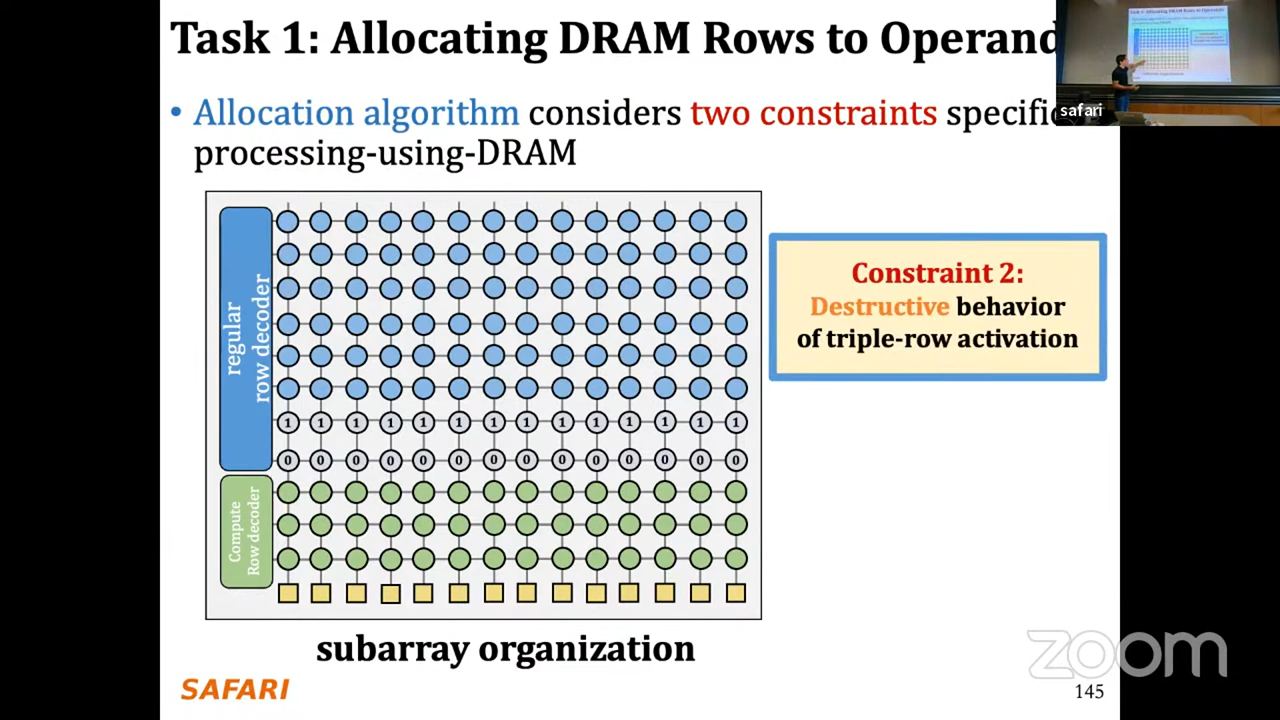 Task 1: Allocating DRAM Rows to Operand
• Allocation algorithm considers two constraints specific
processing-using-DRAM
safari
regular
row decoder
Compute
Row decoder
1 1 1 1 1 1 1 1 1 1 1 1 1 1
0 0 0 0 0 0 0 0 0 0 0 0 0 0
Constraint 2:
Destructive behavior
of triple-row activation
subarray organization
SAFARI
zoom
145